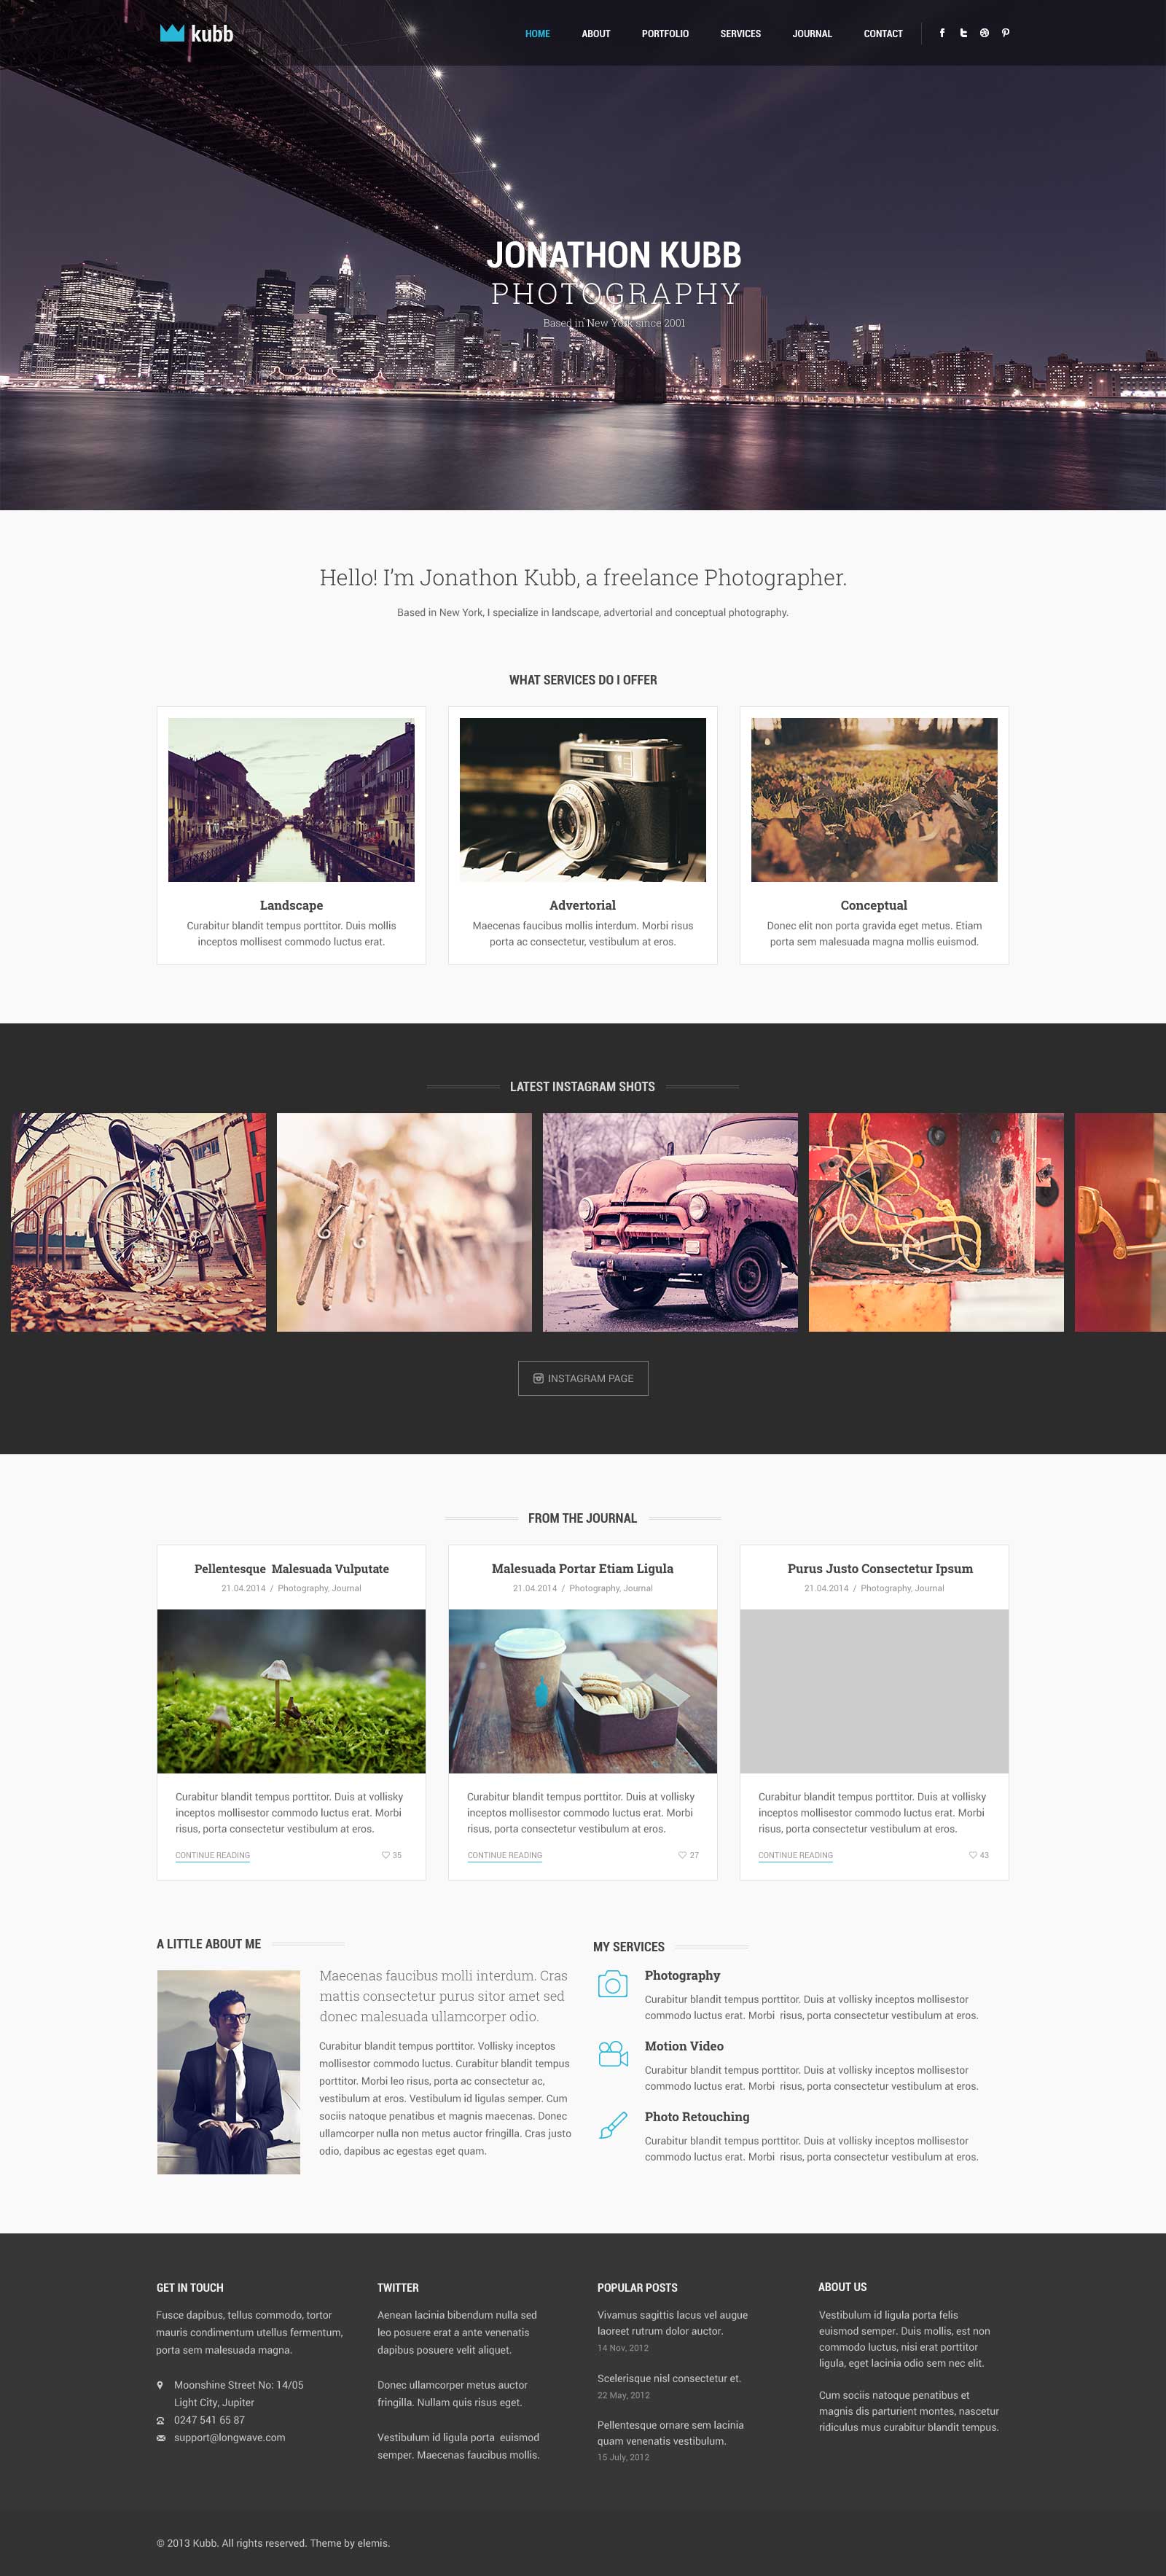 kubb
HOME ABOUT PORTFOLIO SERVICES JOURNAL CONTACT
JONATHON KUBB
PHOTOGRAPHY
Based in New York since 2001
Hello! I'm Jonathon Kubb, a freelance Photographer.
Based in New York, I specialize in landscape, advertorial and conceptual photography.
WHAT SERVICES DO I OFFER
Landscape
Curabitur blandit tempus porttitor. Duis mollis
inceptos mollisest commodo luctus erat.
Advertorial
Maecenas faucibus mollis interdum. Morbi risus
porta ac consectetur, vestibulum at eros.
Conceptual
Donec elit non porta gravida eget metus. Etiam
porta sem malesuada magna mollis euismod.
LATEST INSTAGRAM SHOTS
INSTAGRAM PAGE
FROM THE JOURNAL
Pellentesque Malesuada Vulputate
21.04.2014 / Photography, Journal
Curabitur blandit tempus porttitor. Duis at vollisky
inceptos mollisestor commodo luctus erat. Morbi
risus, porta consectetur vestibulum at eros.
CONTINUE READING 35
Malesuada Portar Etiam Ligula
21.04.2014 / Photography, Journal
Curabitur blandit tempus porttitor. Duis at vollisky
inceptos mollisestor commodo luctus erat. Morbi
risus, porta consectetur vestibulum at eros.
CONTINUE READING 27
Purus Justo Consectetur Ipsum
21.04.2014 / Photography, Journal
Curabitur blandit tempus porttitor. Duis at vollisky
inceptos mollisestor commodo luctus erat. Morbi
risus, porta consectetur vestibulum at eros.
CONTINUE READING 43
A LITTLE ABOUT ME
Maecenas faucibus molli interdum. Cras
mattis consectetur purus sitor amet sed
donec malesuada ullamcorper odio.
Curabitur blandit tempus porttitor. Vollisky inceptos
mollisestor commodo luctus. Curabitur blandit tempus
porttitor. Morbi leo risus, porta ac consectetur ac,
vestibulum at eros. Vestibulum id ligulas semper. Cum
sociis natoque penatibus et magnis maecenas. Donec
ullamcorper nulla non metus auctor fringilla. Cras justo
odio, dapibus ac egestas eget quam.
MY SERVICES
Photography
Curabitur blandit tempus porttitor. Duis at vollisky inceptos mollisestor
commodo luctus erat. Morbi risus, porta consectetur vestibulum at eros.
Motion Video
Curabitur blandit tempus porttitor. Duis at vollisky inceptos mollisestor
commodo luctus erat. Morbi risus, porta consectetur vestibulum at eros.
Photo Retouching
Curabitur blandit tempus porttitor. Duis at vollisky inceptos mollisestor
commodo luctus erat. Morbi risus, porta consectetur vestibulum at eros.
GET IN TOUCH
Fusce dapibus, tellus commodo, tortor
mauris condimentum utellus fermentum,
porta sem malesuada magna.
Moonshine Street No: 14/05
Light City, Jupiter
0247 541 65 87
support@longwave.com
TWITTER
Aenean lacinia bibendum nulla sed
leo posuere erat a ante venenatis
dapibus posuere velit aliquet.
Donec ullamcorper metus auctor
fringilla. Nullam quis risus eget.
Vestibulum id ligula porta euismod
semper. Maecenas faucibus mollis.
POPULAR POSTS
Vivamus sagittis lacus vel augue
laoreet rutrum dolor auctor.
14 Nov, 2012
Scelerisque nisl consectetur et.
22 May, 2012
Pellentesque ornare sem lacinia
quam venenatis vestibulum.
15 July, 2012
ABOUT US
Vestibulum id ligula porta felis
euismod semper. Duis mollis, est non
commodo luctus, nisi erat porttitor
ligula, eget lacinia odio sem nec elit.
Cum sociis natoque penatibus et
magnis dis parturient montes, nascetur
ridiculus mus curabitur blandit tempus.
© 2013 Kubb. All rights reserved. Theme by elemis.